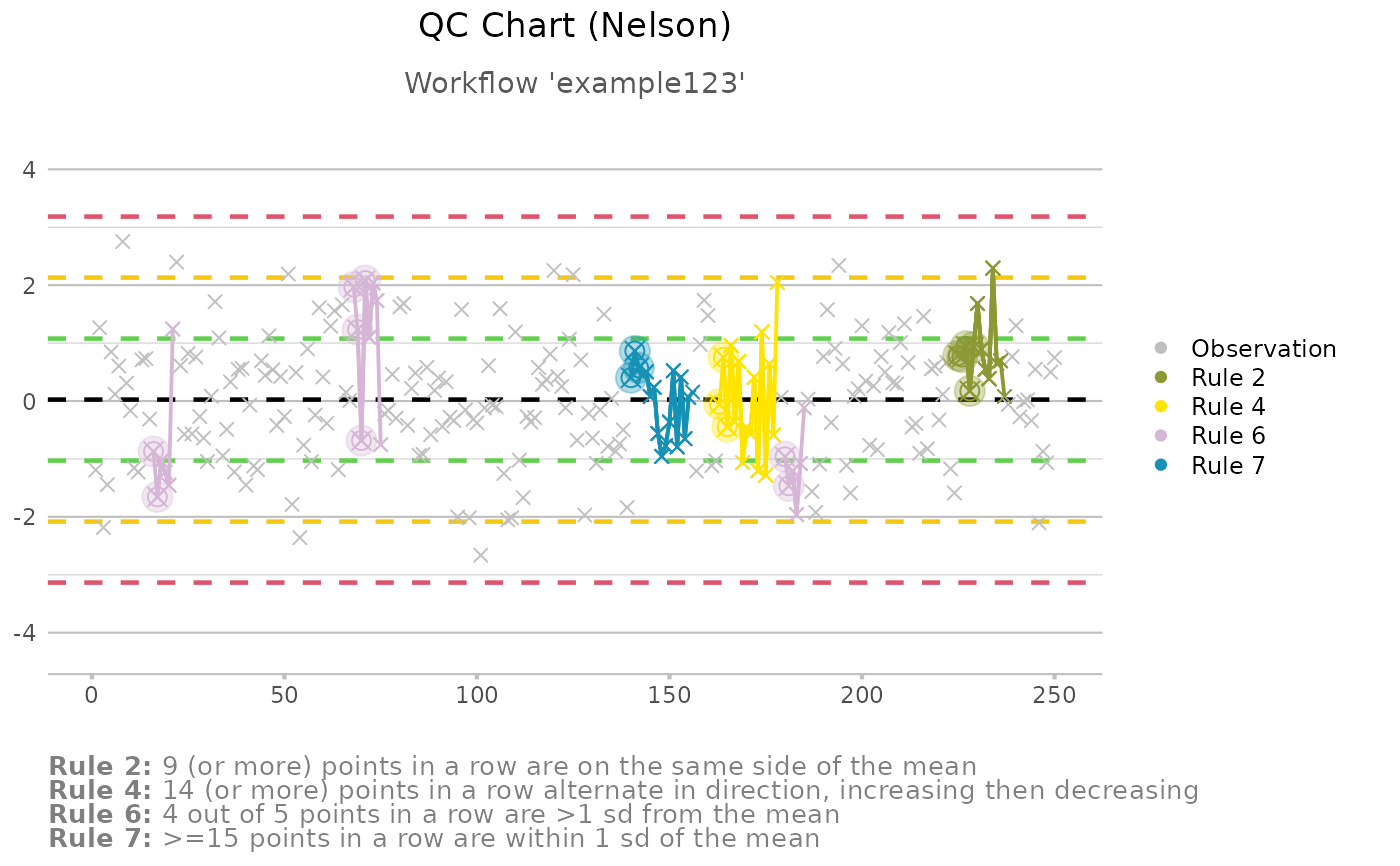 QC Chart (Nelson)
Workflow 'example123'
4
2
0
-2
-4
0 50 100 150 200 250
Observation
Rule 2
Rule 4
Rule 6
Rule 7
Rule 2: 9 (or more) points in a row are on the same side of the mean
Rule 4: 14 (or more) points in a row alternate in direction, increasing then decreasing
Rule 6: 4 out of 5 points in a row are >1 sd from the mean
Rule 7: >=15 points in a row are within 1 sd of the mean